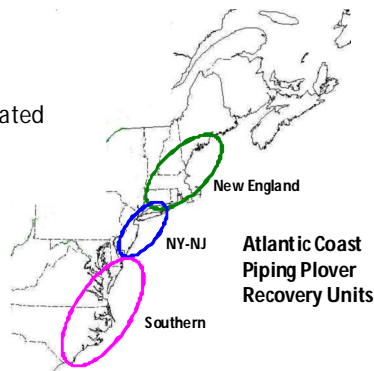 ated
New England
NY-NJ
Atlantic Coast
Piping Plover
Recovery Units
Southern